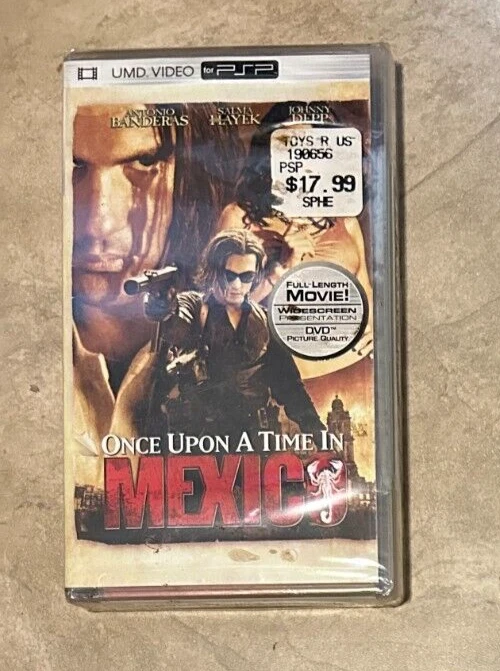 UMD. VIDEO for PSP
ANTONIO BANDERAS
SALMA HAYEK
JOHNNY DEPP
TOYS R US
190656
PSP
$17.99
SPHE
FULL-LENGTH
MOVIE!
WIDESCREEN
PRESENTATION
DVD™
PICTURE QUALITY
ONCE UPON A TIME IN
MEXICO